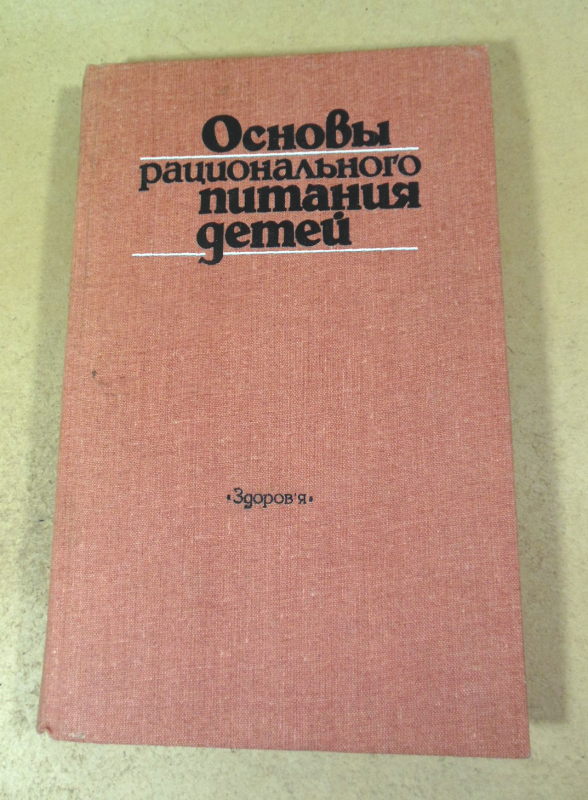 Основы
рационального
питания
детей
«Здоров'я»